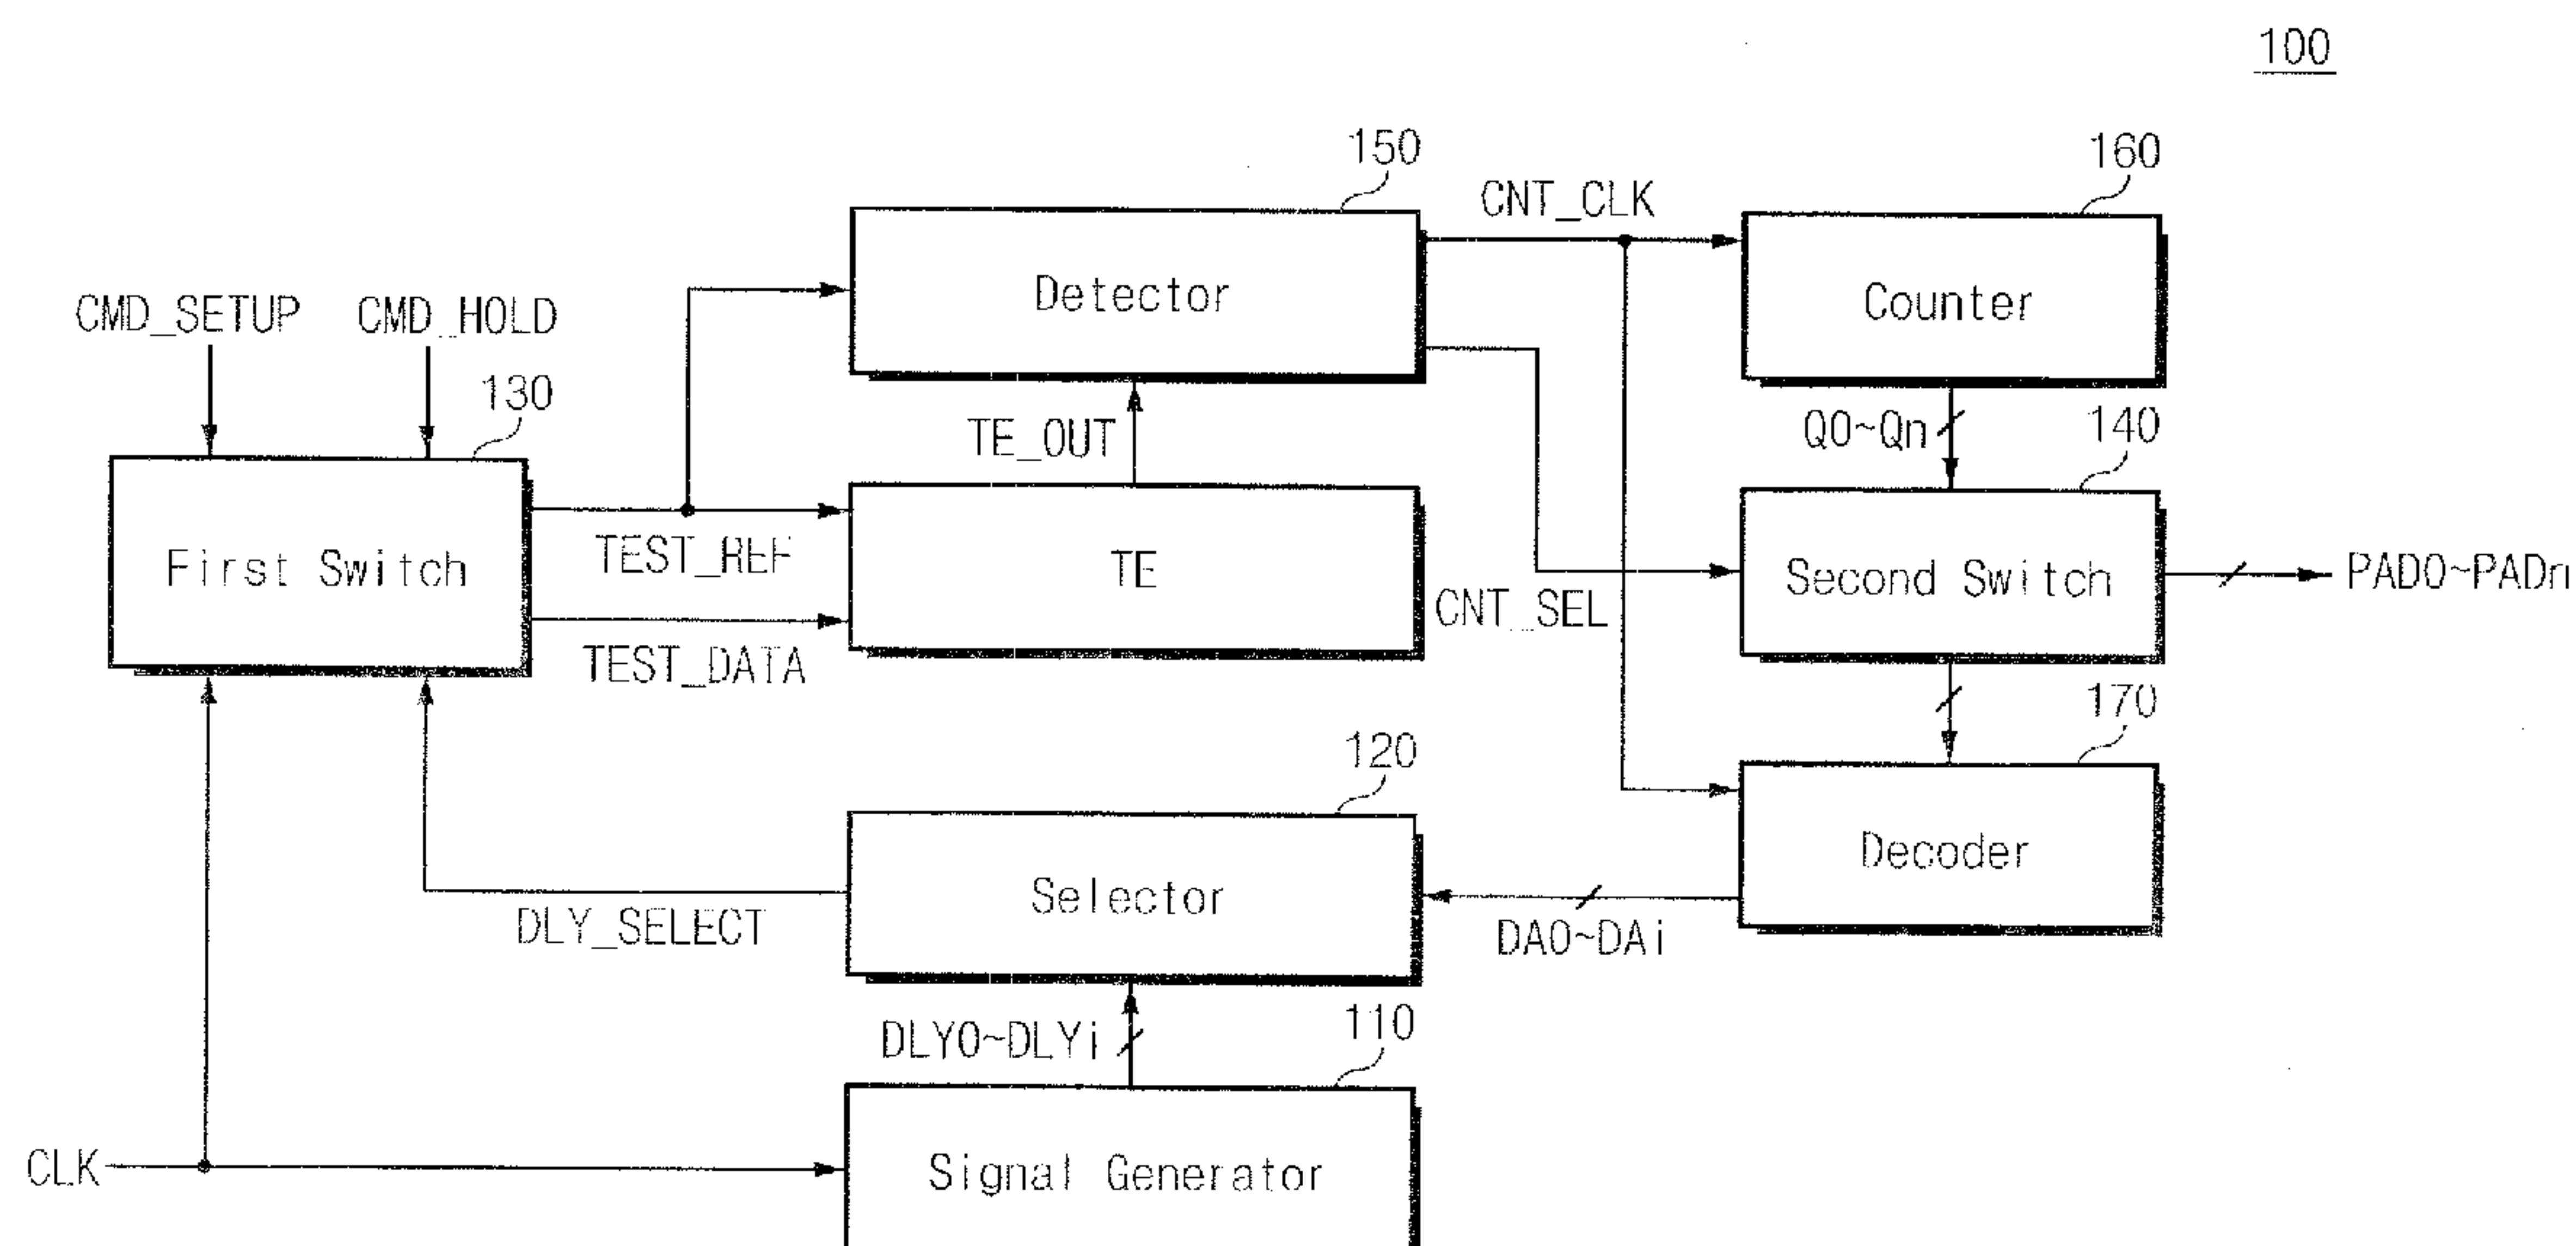 100
150
160
CNT_CLK
Detector
Counter
CMD_SETUP
CMD_HOLD
130
TE_OUT
Q0~Qn
140
First Switch
TEST_REF
TE
Second Switch
PAD0~PADn
CNT_SEL
TEST_DATA
170
120
Decoder
Selector
DLY_SELECT
DA0~DAi
110
DLY0~DLYi
CLK
Signal Generator